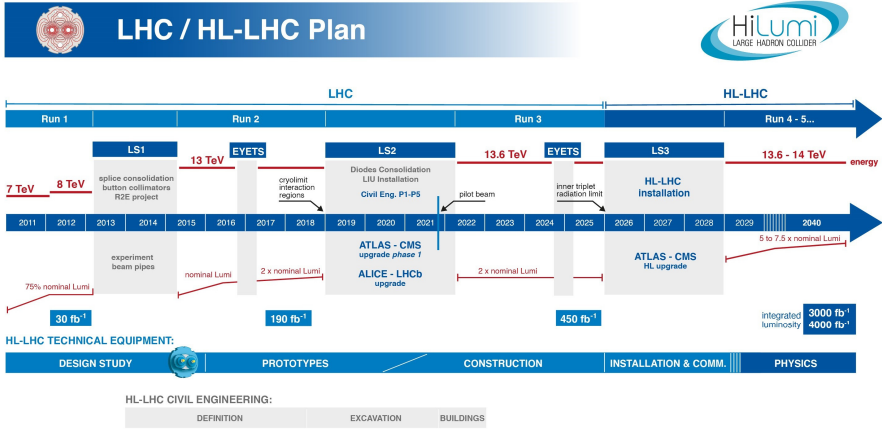 LHC / HL-LHC Plan
HiLumi
LARGE HADRON COLLIDER
LHC
HL-LHC
Run 1
Run 2
Run 3
Run 4 - 5...
LS1
EYETS
LS2
EYETS
LS3
13 TeV
13.6 TeV
13.6 - 14 TeV
energy
splice consolidation
button collimators
R2E project
Diodes Consolidation
LIU Installation
Civil Eng. P1-P5
cryolimit
interaction
regions
pilot beam
inner triplet
radiation limit
HL-LHC
installation
7 TeV
8 TeV
2011 2012 2013 2014 2015 2016 2017 2018 2019 2020 2021 2022 2023 2024 2025 2026 2027 2028 2029 2040
5 to 7.5 x nominal Lumi
experiment
beam pipes
ATLAS - CMS
upgrade phase 1
ALICE - LHCb
upgrade
ATLAS - CMS
HL upgrade
nominal Lumi
2 x nominal Lumi
2 x nominal Lumi
75% nominal Lumi
30 fb-1
190 fb-1
450 fb-1
integrated
luminosity
3000 fb-1
4000 fb-1
HL-LHC TECHNICAL EQUIPMENT:
DESIGN STUDY
PROTOTYPES
CONSTRUCTION
INSTALLATION & COMM.
PHYSICS
HL-LHC CIVIL ENGINEERING:
DEFINITION
EXCAVATION
BUILDINGS